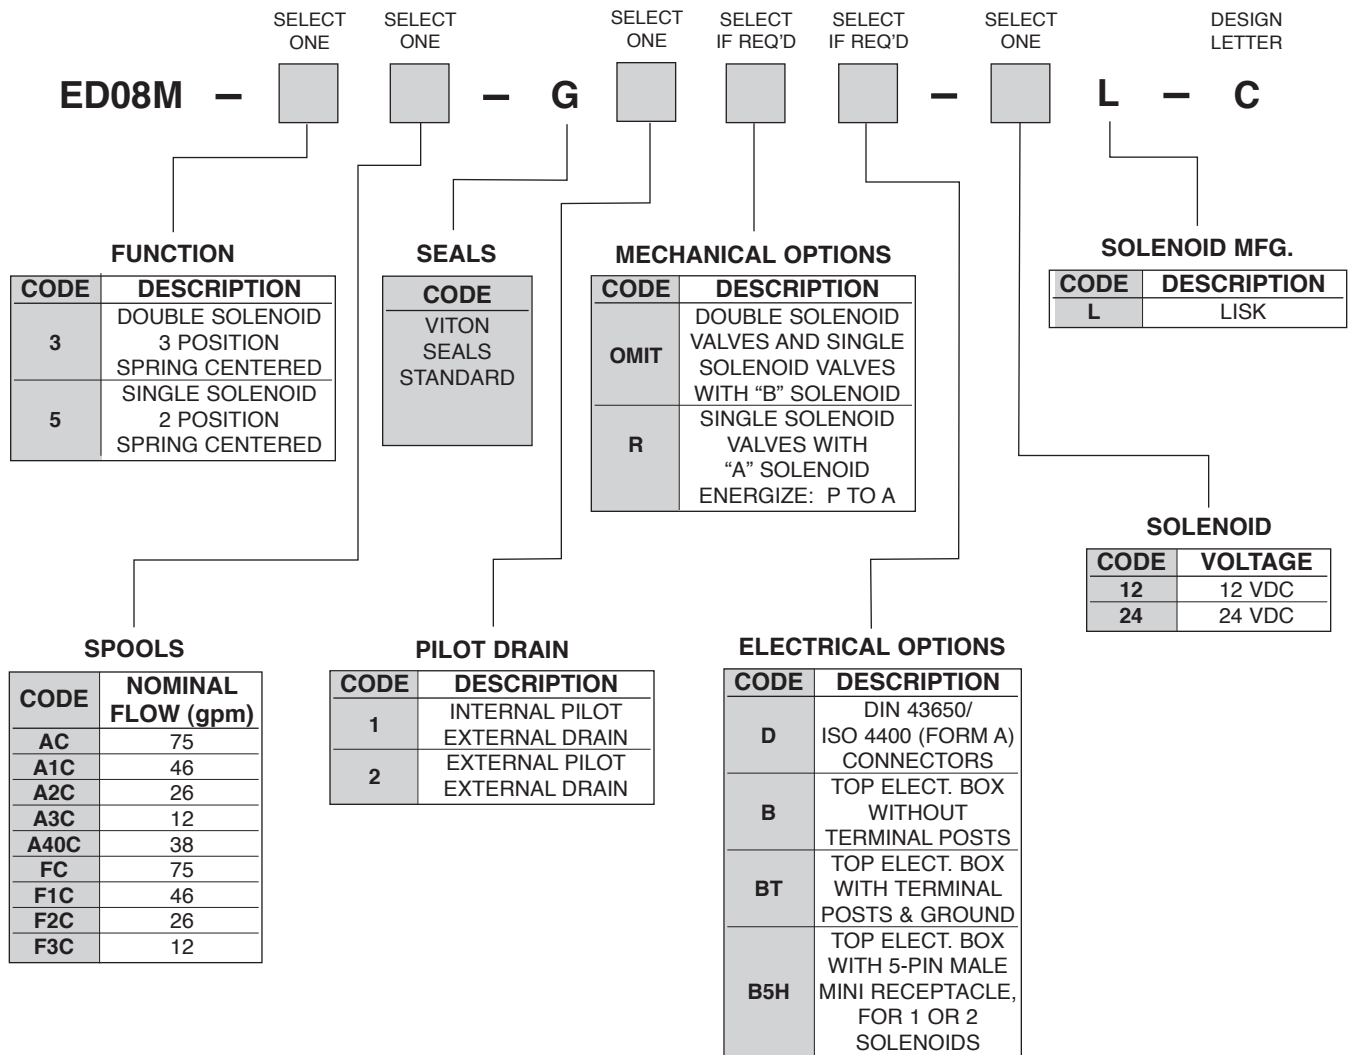 SELECT ONE
SELECT ONE
SELECT ONE
SELECT IF REQ'D
SELECT IF REQ'D
SELECT ONE
DESIGN LETTER
ED08M – – G – L – C
FUNCTION
CODE DESCRIPTION
3 DOUBLE SOLENOID
3 POSITION
SPRING CENTERED
5 SINGLE SOLENOID
2 POSITION
SPRING CENTERED
SEALS
CODE
VITON
SEALS
STANDARD
MECHANICAL OPTIONS
CODE DESCRIPTION
OMIT DOUBLE SOLENOID
VALVES AND SINGLE
SOLENOID VALVES
WITH “B” SOLENOID
R SINGLE SOLENOID
VALVES WITH
“A” SOLENOID
ENERGIZE: P TO A
SOLENOID MFG.
CODE DESCRIPTION
L LISK
SOLENOID
CODE VOLTAGE
12 12 VDC
24 24 VDC
SPOOLS
CODE NOMINAL
FLOW (gpm)
AC 75
A1C 46
A2C 26
A3C 12
A40C 38
FC 75
F1C 46
F2C 26
F3C 12
PILOT DRAIN
CODE DESCRIPTION
1 INTERNAL PILOT
EXTERNAL DRAIN
2 EXTERNAL PILOT
EXTERNAL DRAIN
ELECTRICAL OPTIONS
CODE DESCRIPTION
D DIN 43650/
ISO 4400 (FORM A)
CONNECTORS
B TOP ELECT. BOX
WITHOUT
TERMINAL POSTS
BT TOP ELECT. BOX
WITH TERMINAL
POSTS & GROUND
B5H TOP ELECT. BOX
WITH 5-PIN MALE
MINI RECEPTACLE,
FOR 1 OR 2
SOLENOIDS